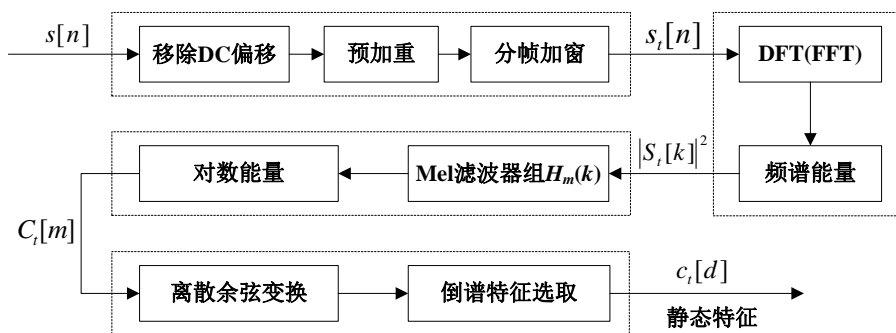 s[n]
移除DC偏移
预加重
分帧加窗
s_t[n]
DFT(FFT)
对数能量
Mel滤波器组H_m(k)
|S_t[k]|^2
频谱能量
C_t[m]
离散余弦变换
倒谱特征选取
c_t[d]
静态特征